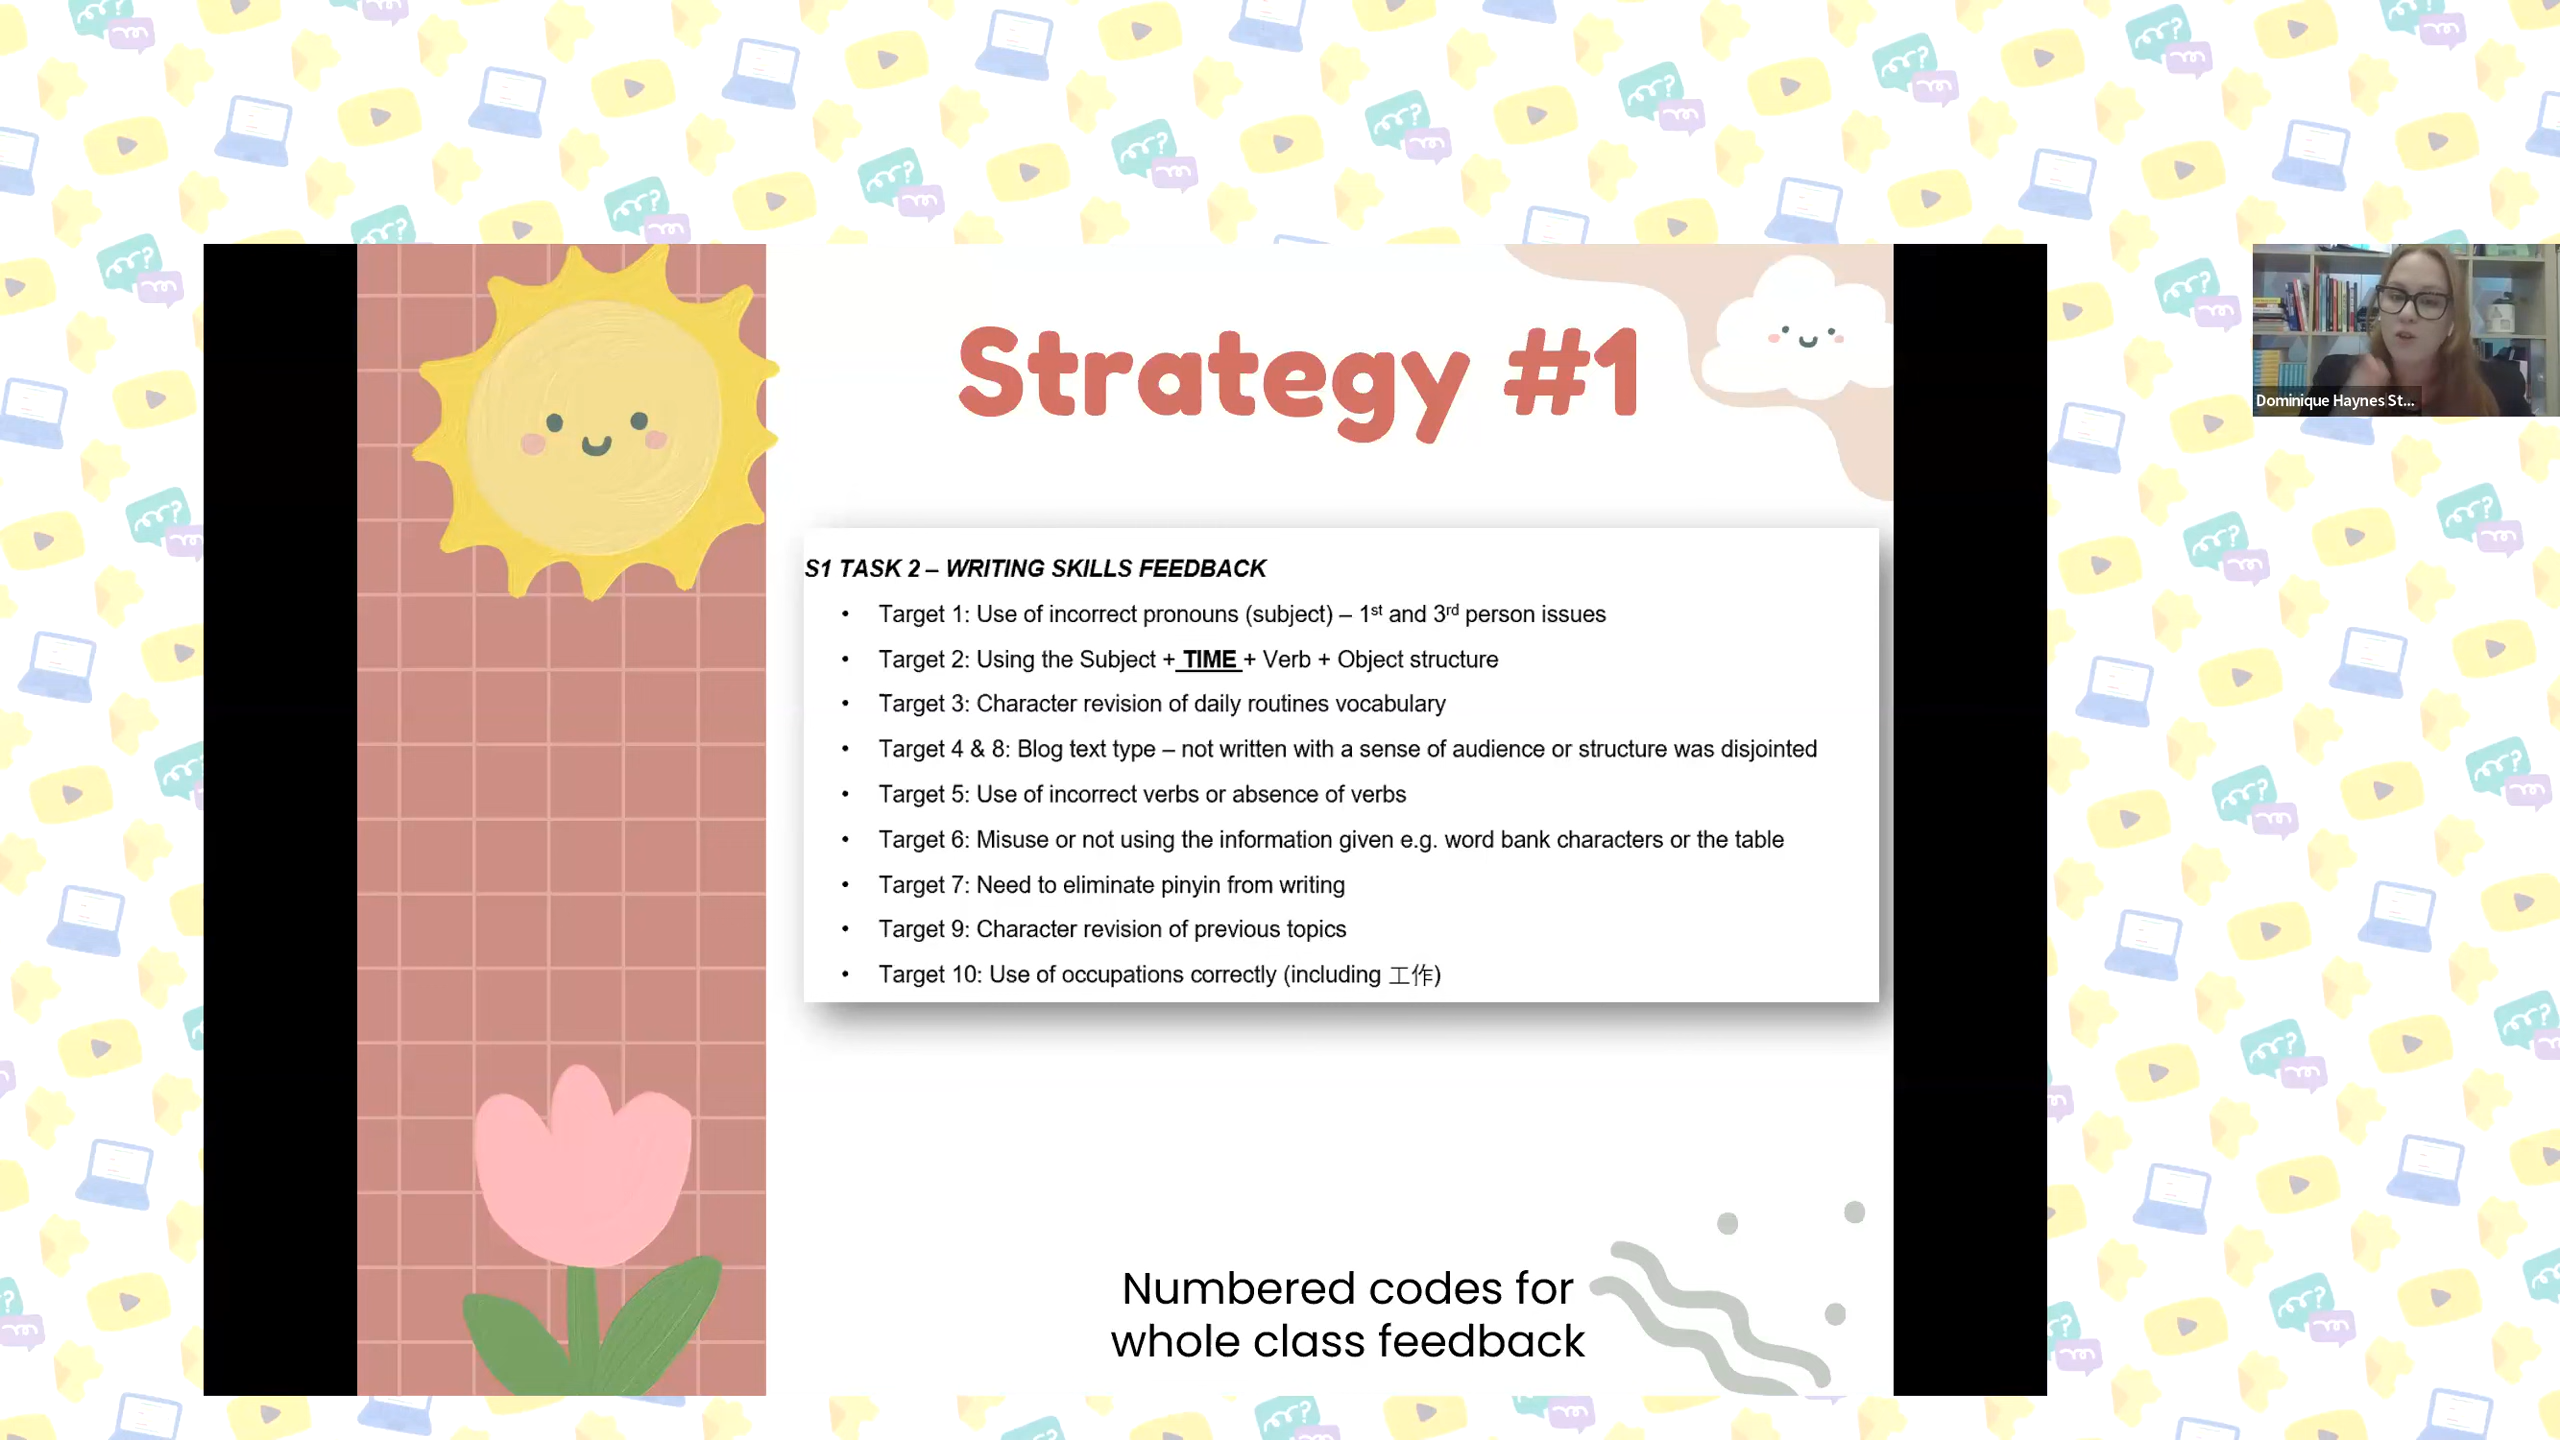 Strategy #1
S1 TASK 2 – WRITING SKILLS FEEDBACK
• Target 1: Use of incorrect pronouns (subject) – 1st and 3rd person issues
• Target 2: Using the Subject + TIME + Verb + Object structure
• Target 3: Character revision of daily routines vocabulary
• Target 4 & 8: Blog text type – not written with a sense of audience or structure was disjointed
• Target 5: Use of incorrect verbs or absence of verbs
• Target 6: Misuse or not using the information given e.g. word bank characters or the table
• Target 7: Need to eliminate pinyin from writing
• Target 9: Character revision of previous topics
• Target 10: Use of occupations correctly (including 工作)
Numbered codes for
whole class feedback
Dominique Haynes St...